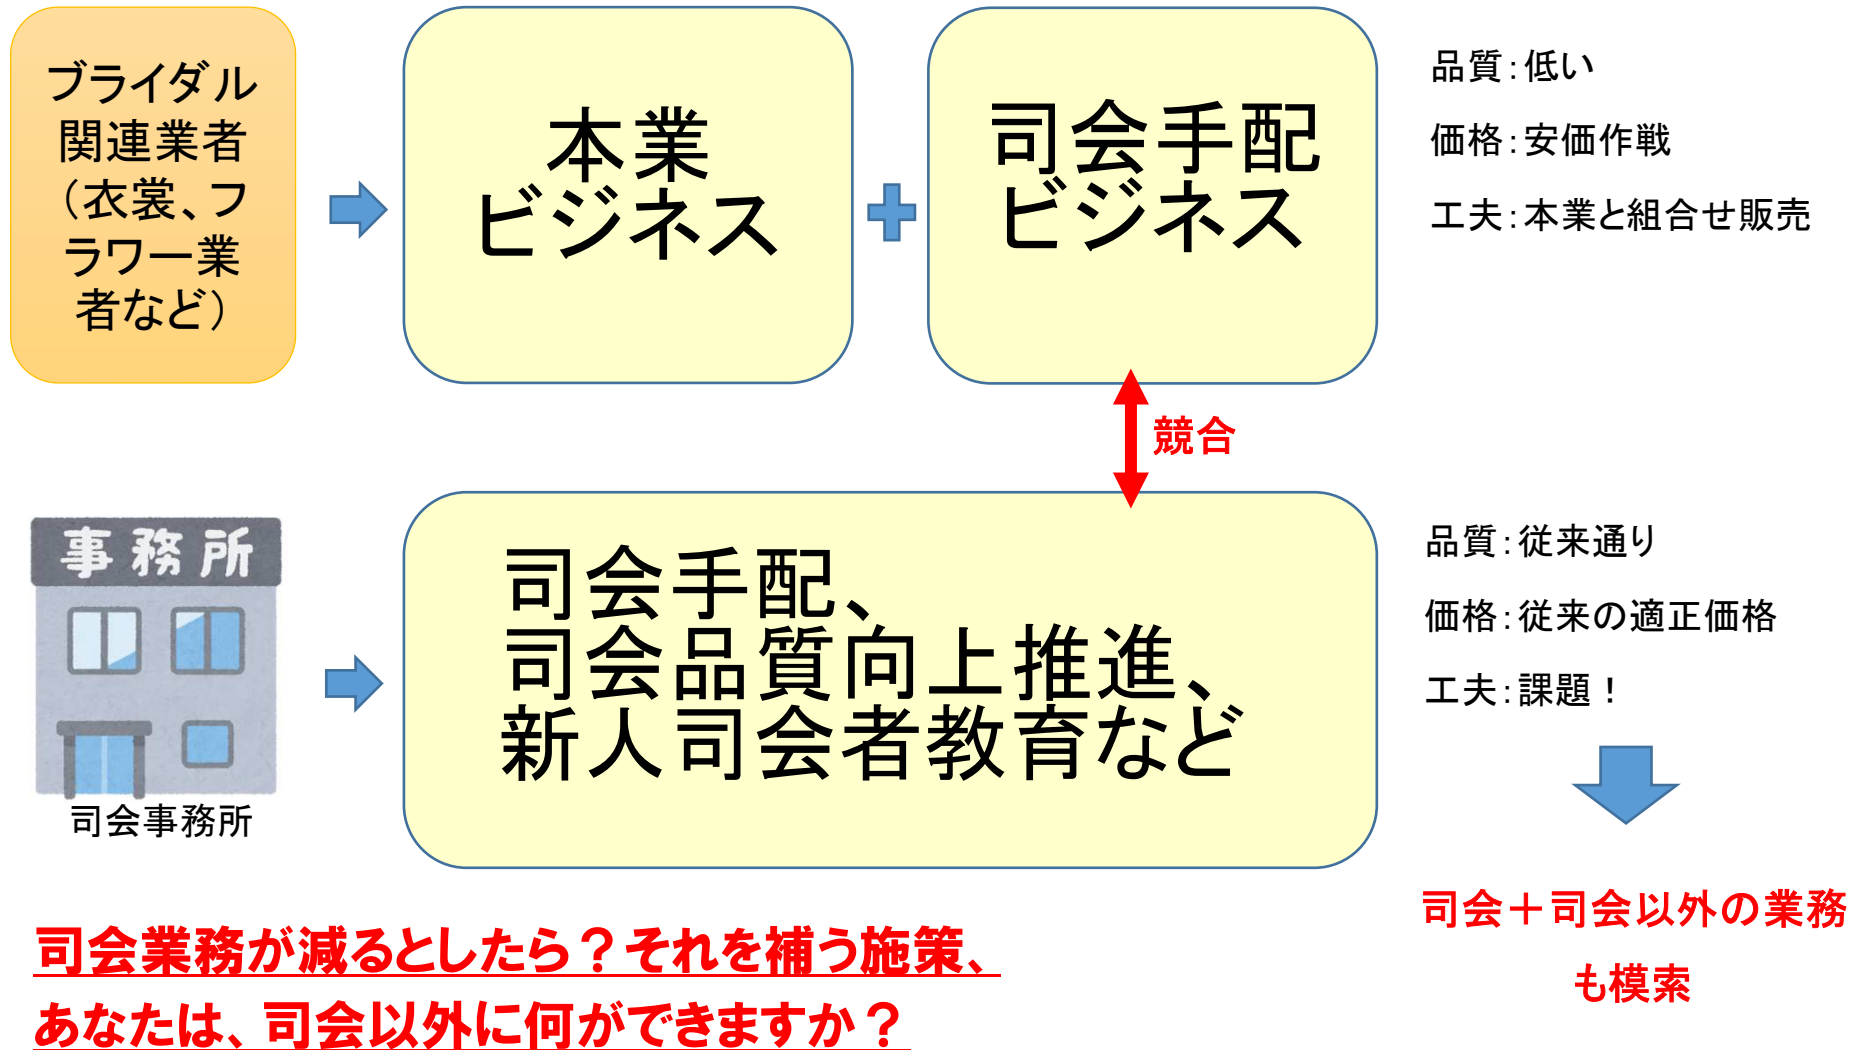 ブライダル
関連業者
（衣裳、フ
ラワー業
者など）
本業
ビジネス
司会手配
ビジネス
品質：低い
価格：安価作戦
工夫：本業と組合せ販売
競合
事務所
司会事務所
司会手配、
司会品質向上推進、
新人司会者教育など
品質：従来通り
価格：従来の適正価格
工夫：課題！
司会＋司会以外の業務
も模索
司会業務が減るとしたら？それを補う施策、
あなたは、司会以外に何ができますか？